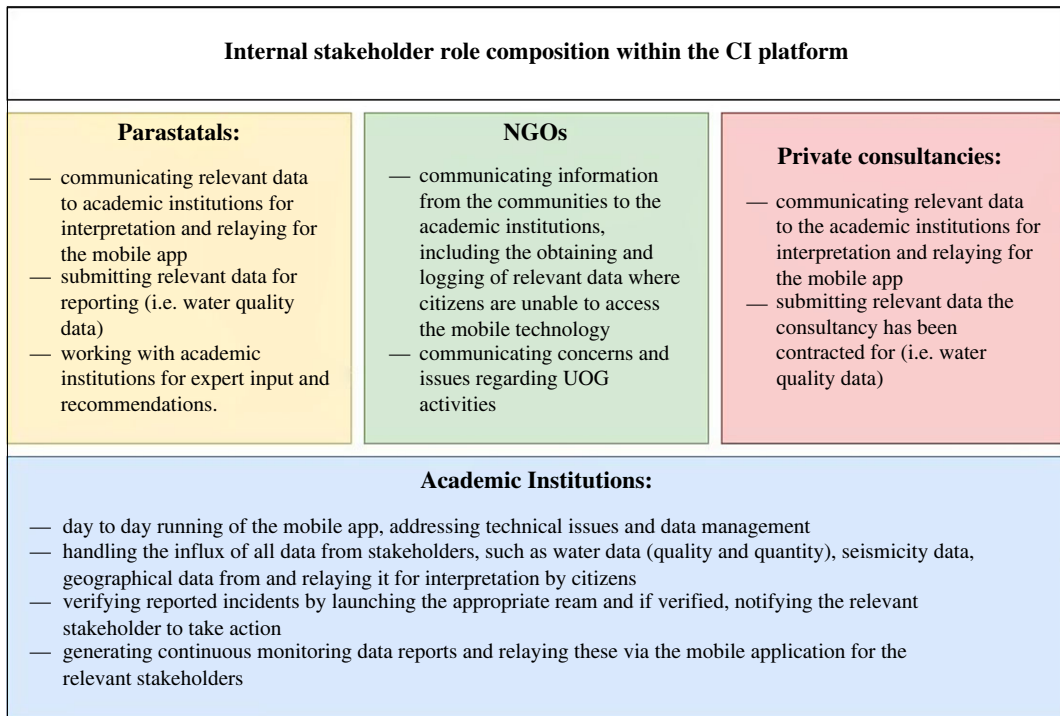 Internal stakeholder role composition within the CI platform
Parastatals:
— communicating relevant data
to academic institutions for
interpretation and relaying for
the mobile app
— submitting relevant data for
reporting (i.e. water quality
data)
— working with academic
institutions for expert input and
recommendations.
NGOs
— communicating information
from the communities to the
academic institutions,
including the obtaining and
logging of relevant data where
citizens are unable to access
the mobile technology
— communicating concerns and
issues regarding UOG
activities
Private consultancies:
— communicating relevant data
to the academic institutions for
interpretation and relaying for
the mobile app
— submitting relevant data the
consultancy has been
contracted for (i.e. water
quality data)
Academic Institutions:
— day to day running of the mobile app, addressing technical issues and data management
— handling the influx of all data from stakeholders, such as water data (quality and quantity), seismicity data,
geographical data from and relaying it for interpretation by citizens
— verifying reported incidents by launching the appropriate ream and if verified, notifying the relevant
stakeholder to take action
— generating continuous monitoring data reports and relaying these via the mobile application for the
relevant stakeholders